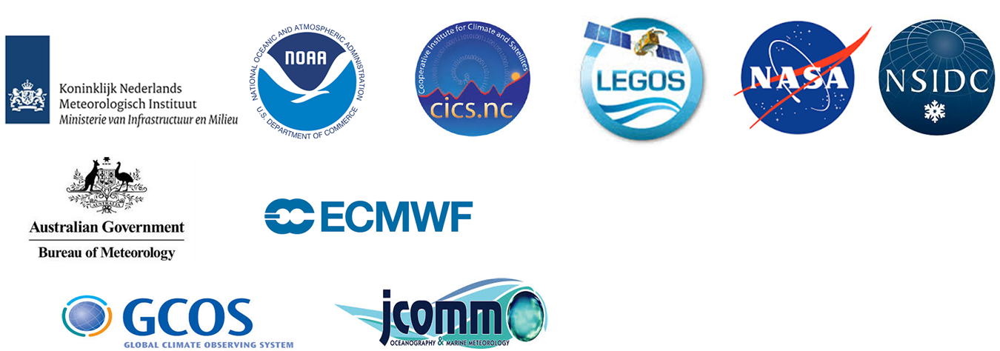 Koninklijk Nederlands
Meteorologisch Instituut
Ministerie van Infrastructuur en Milieu
NATIONAL OCEANIC AND ATMOSPHERIC ADMINISTRATION
NOAA
U.S. DEPARTMENT OF COMMERCE
Cooperative Institute for Climate and Satellites
cics.nc
LEGOS
NASA
NSIDC
AUSTRALIA
Australian Government
Bureau of Meteorology
ECMWF
GCOS
GLOBAL CLIMATE OBSERVING SYSTEM
jcomm
OCEANOGRAPHY & MARINE METEOROLOGY